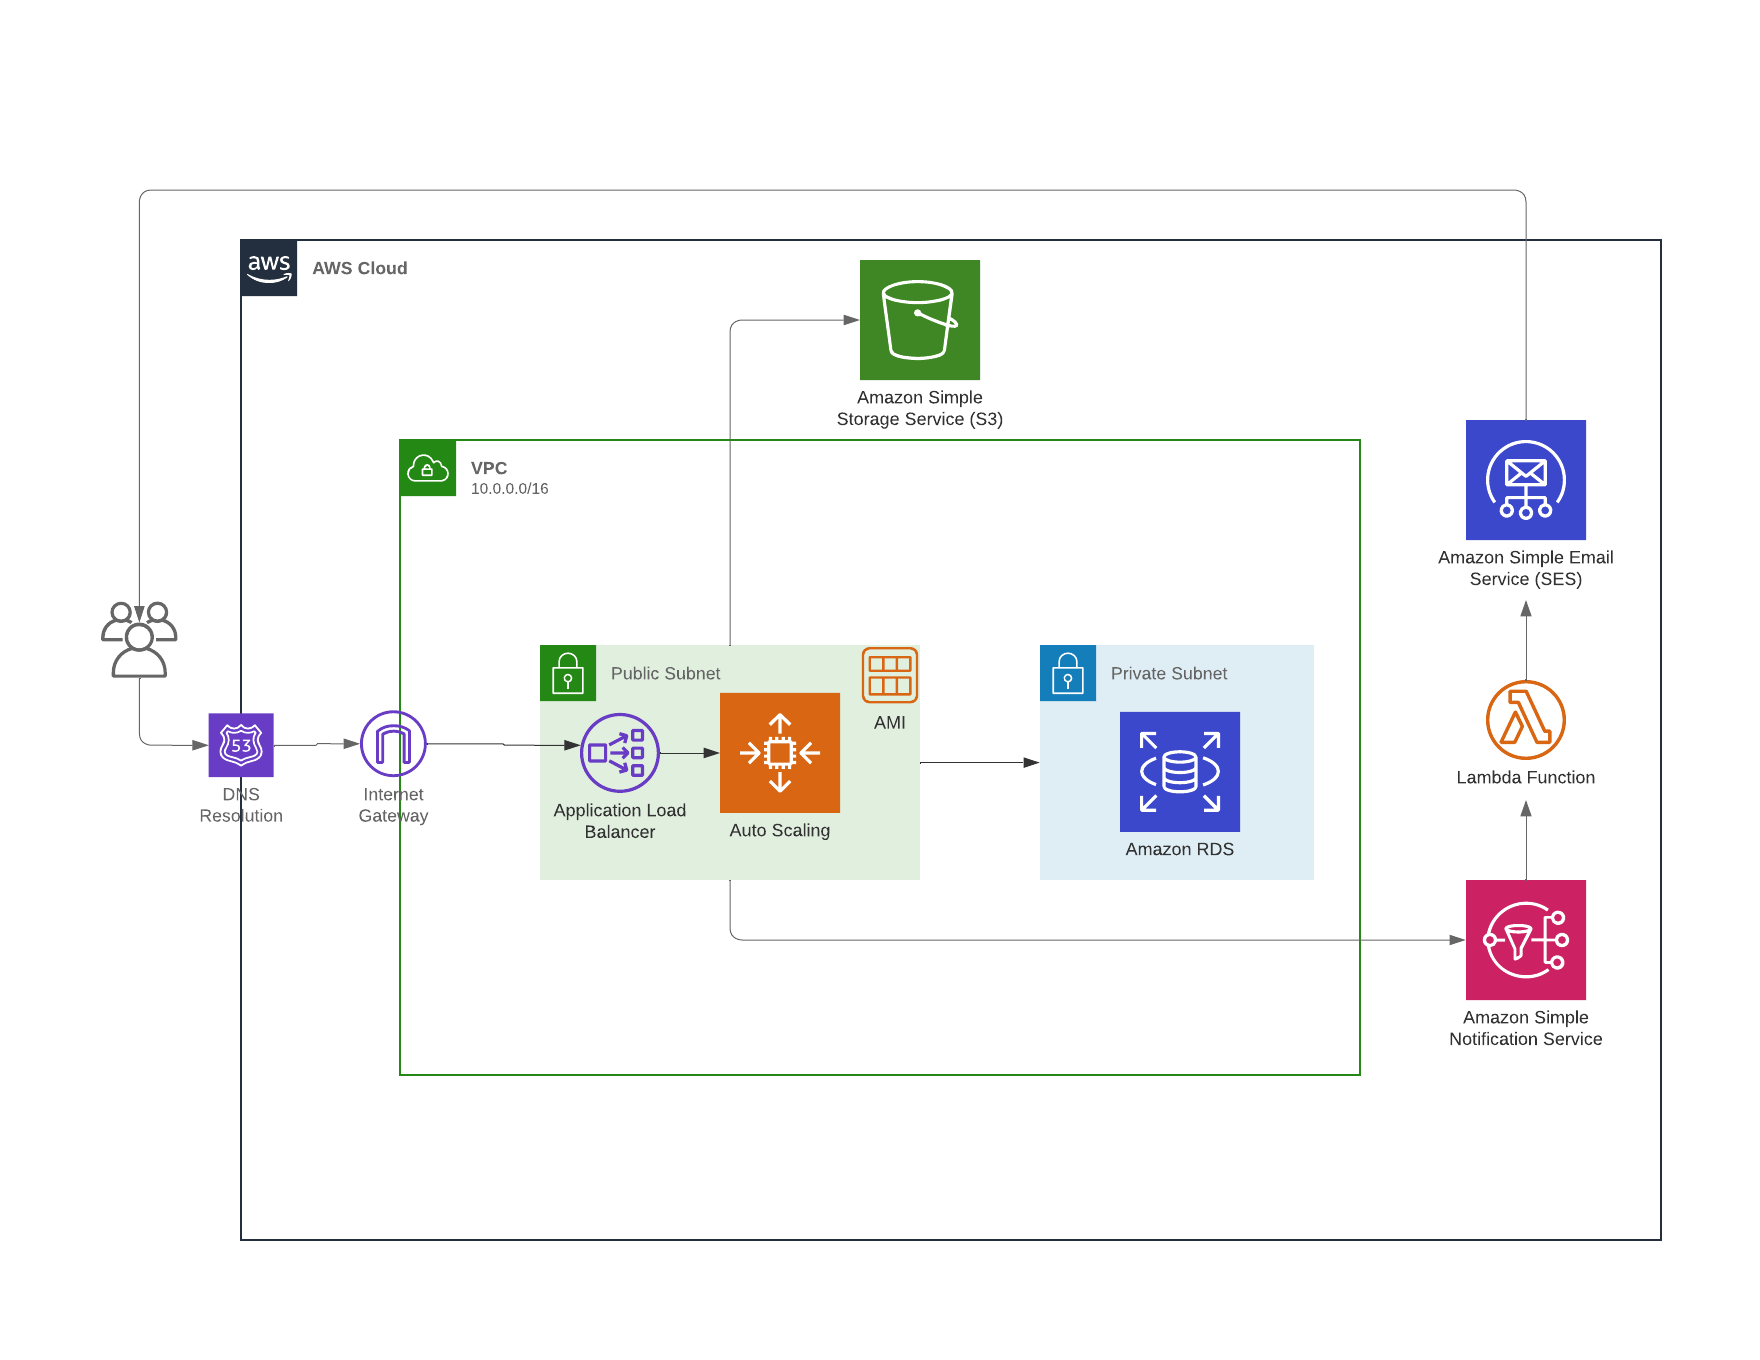 aws
AWS Cloud
Amazon Simple
Storage Service (S3)
VPC
10.0.0.0/16
Amazon Simple Email
Service (SES)
Public Subnet
AMI
Private Subnet
53
DNS
Resolution
Internet
Gateway
Application Load
Balancer
Auto Scaling
Amazon RDS
Lambda Function
Amazon Simple
Notification Service